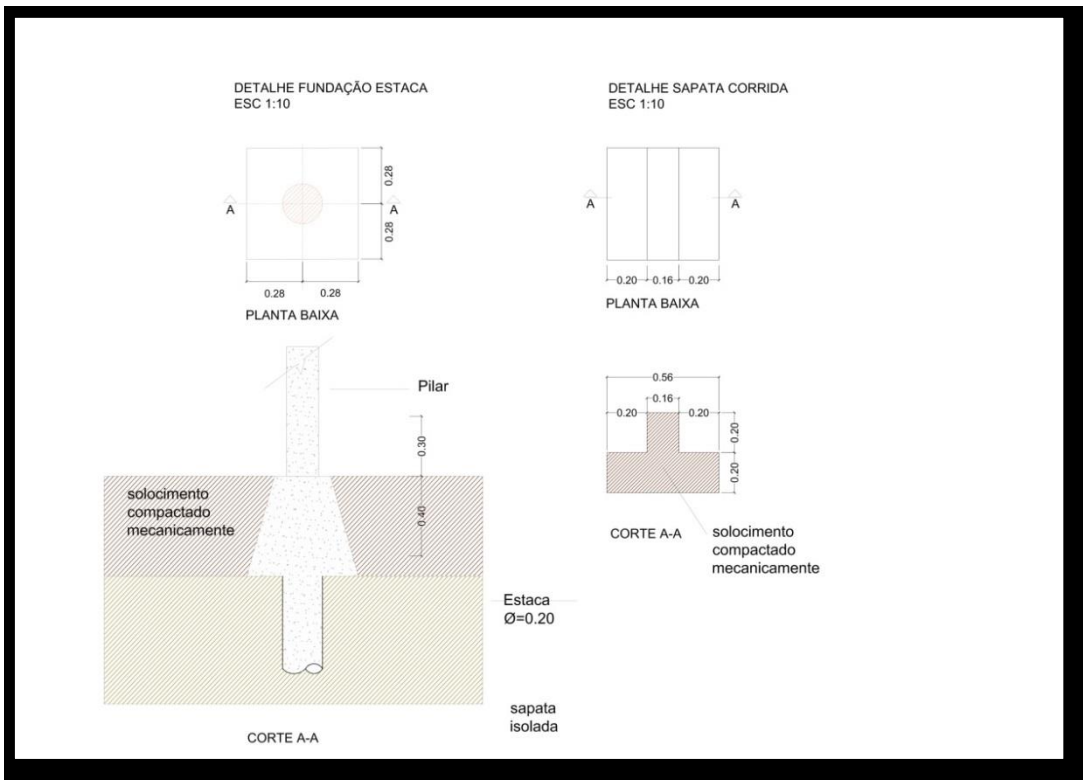 DETALHE FUNDAÇÃO ESTACA
ESC 1:10
0.28
0.28
A
A
0.28
0.28
PLANTA BAIXA
Pilar
0.30
0.40
solocimento
compactado
mecanicamente
Estaca
Ø=0.20
sapata
isolada
CORTE A-A
DETALHE SAPATA CORRIDA
ESC 1:10
A
A
0.20
0.16
0.20
PLANTA BAIXA
0.56
0.16
0.20
0.20
0.20
0.20
CORTE A-A
solocimento
compactado
mecanicamente